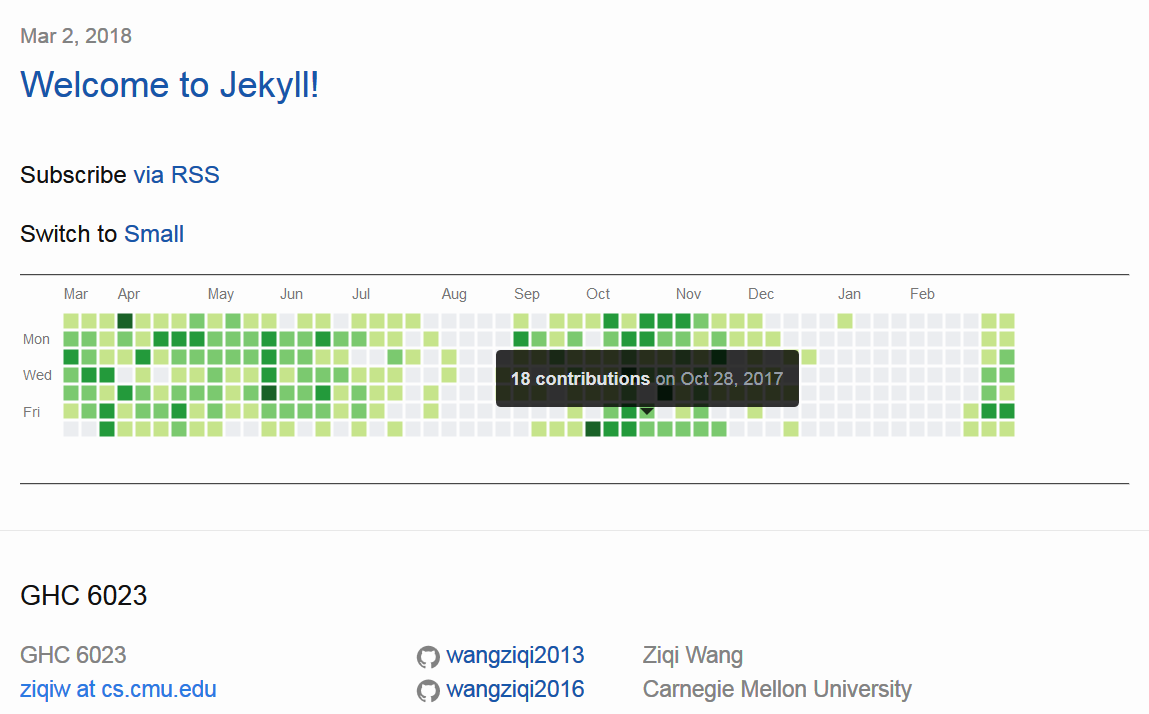 Mar 2, 2018
Welcome to Jekyll!
Subscribe via RSS
Switch to Small
Mar Apr May Jun Jul Aug Sep Oct Nov Dec Jan Feb
Mon
Wed
18 contributions on Oct 28, 2017
Fri
GHC 6023
GHC 6023 wangziqi2013 Ziqi Wang
ziqiw at cs.cmu.edu wangziqi2016 Carnegie Mellon University